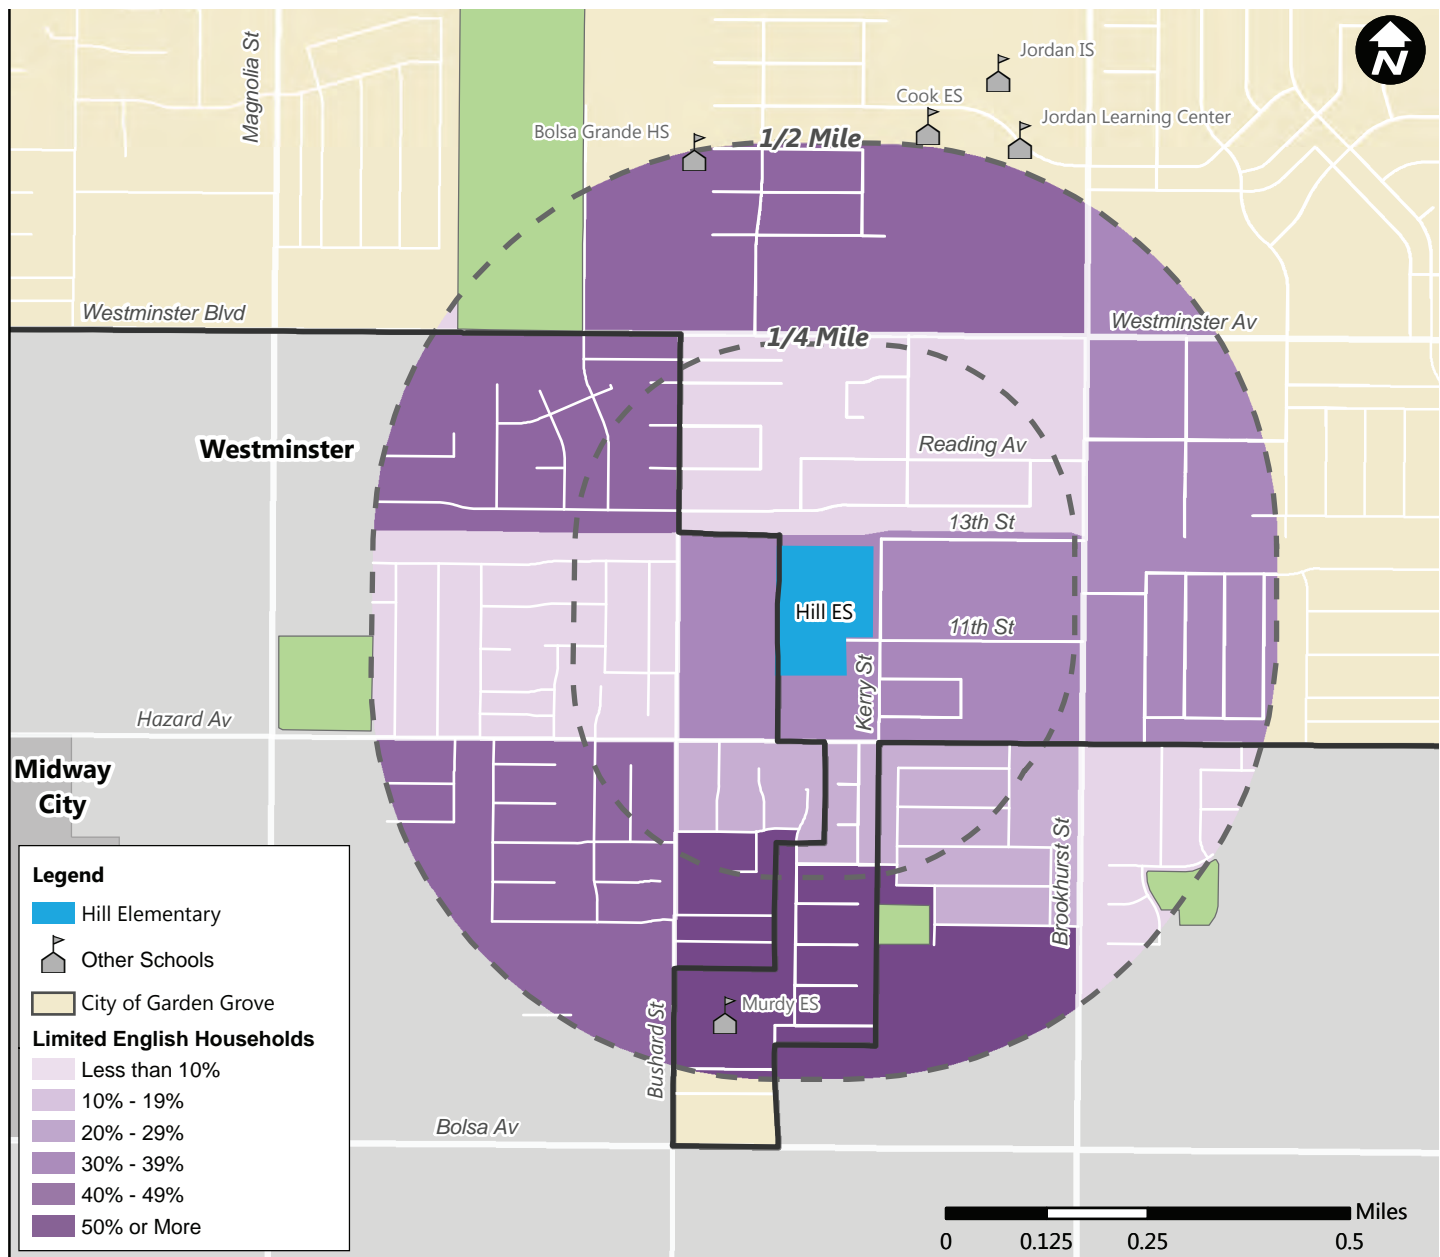 Magnolia St
Jordan IS
Cook ES
Jordan Learning Center
Bolsa Grande HS
1/2 Mile
N
Westminster Blvd
Westminster Av
1/4 Mile
Westminster
Reading Av
13th St
Hill ES
11th St
Kerry St
Hazard Av
Midway
City
Brookhurst St
Murdy ES
Bushard St
Bolsa Av
Legend
Hill Elementary
Other Schools
City of Garden Grove
Limited English Households
Less than 10%
10% - 19%
20% - 29%
30% - 39%
40% - 49%
50% or More
Miles
0 0.125 0.25 0.5